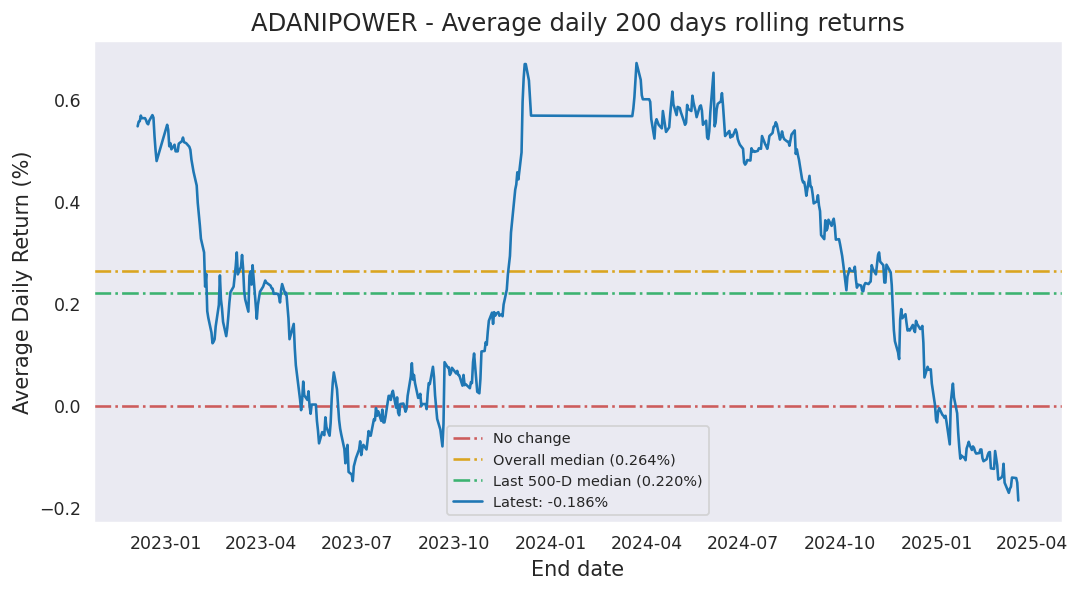 ADANIPOWER - Average daily 200 days rolling returns
Average Daily Return (%)
0.6
0.4
0.2
0.0
−0.2
No change
Overall median (0.264%)
Last 500-D median (0.220%)
Latest: -0.186%
2023-01 2023-04 2023-07 2023-10 2024-01 2024-04 2024-07 2024-10 2025-01 2025-04
End date